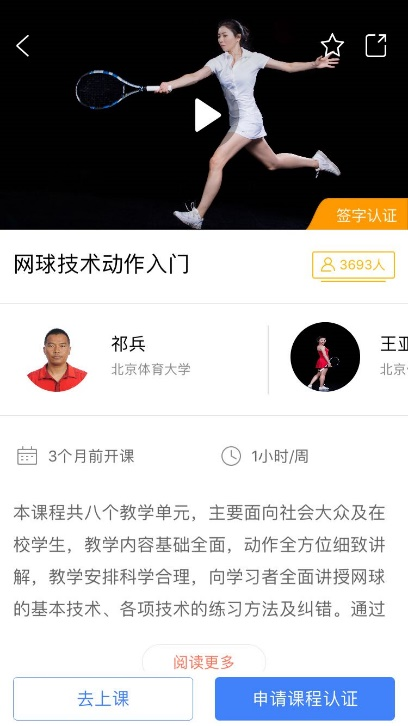 签字认证
网球技术动作入门
3693人
祁兵
北京体育大学
王亚
北京
3个月前开课
1小时/周
本课程共八个教学单元，主要面向社会大众及在
校学生，教学内容基础全面，动作全方位细致讲
解，教学安排科学合理，向学习者全面讲授网球
的基本技术、各项技术的练习方法及纠错。通过
阅读更多
去上课
申请课程认证